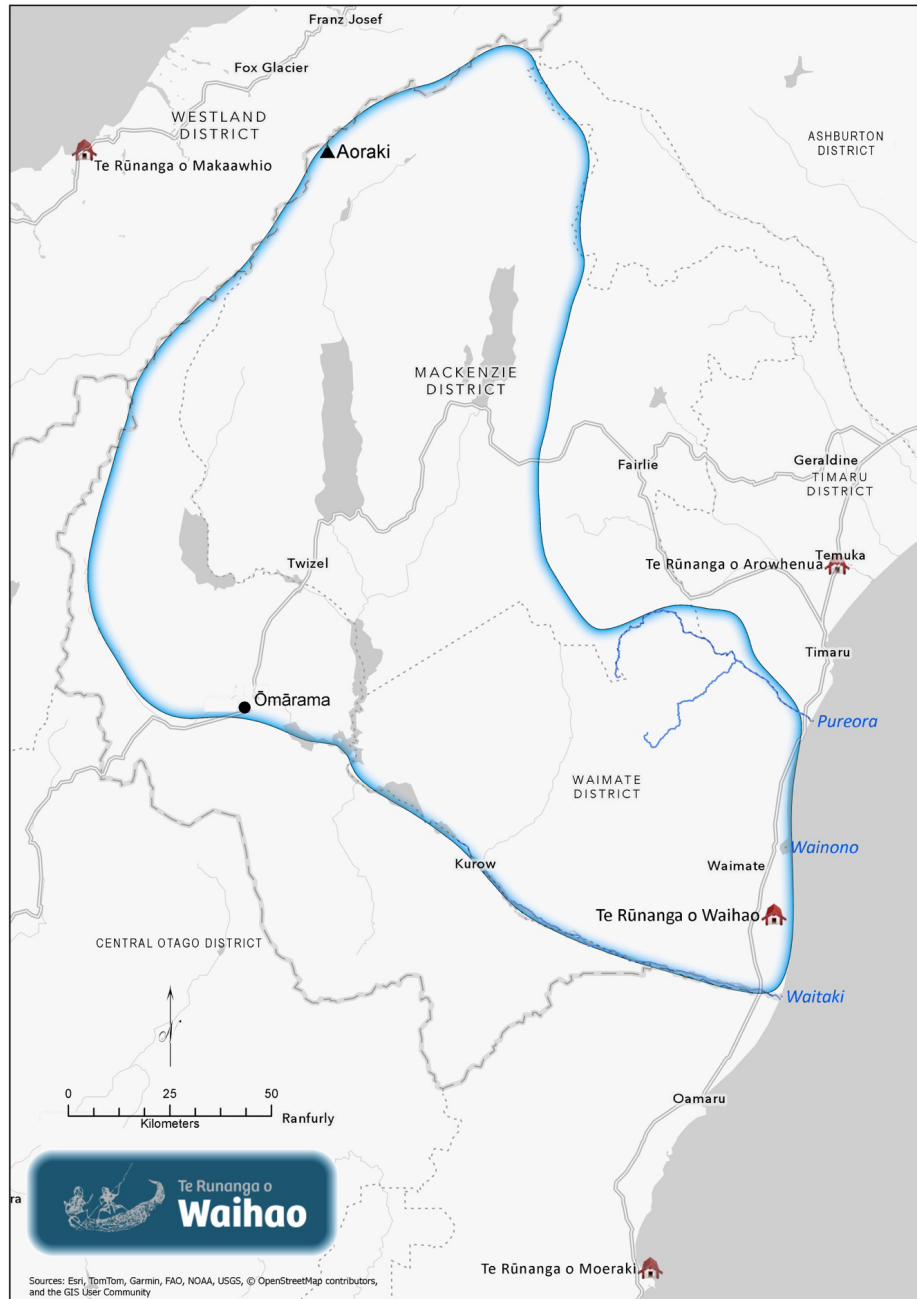 Franz Josef
Fox Glacier
WESTLAND
DISTRICT
Te Rūnanga o Makaawhio
Aoraki
ASHBURTON
DISTRICT
MACKENZIE
DISTRICT
Fairlie
Geraldine
TIMARU
DISTRICT
Twizel
Te Rūnanga o Arowhenua
Temuka
Timaru
Ōmārama
Pureora
WAIMATE
DISTRICT
Wainono
Kurow
Waimate
Te Rūnanga o Waihao
CENTRAL OTAGO DISTRICT
Waitaki
N
0 25 50
Kilometers
Oamaru
Ranfurly
Te Runanga o
Waihao
ra
Te Rūnanga o Moeraki
Sources: Esri, TomTom, Garmin, FAO, NOAA, USGS, © OpenStreetMap contributors,
and the GIS User Community